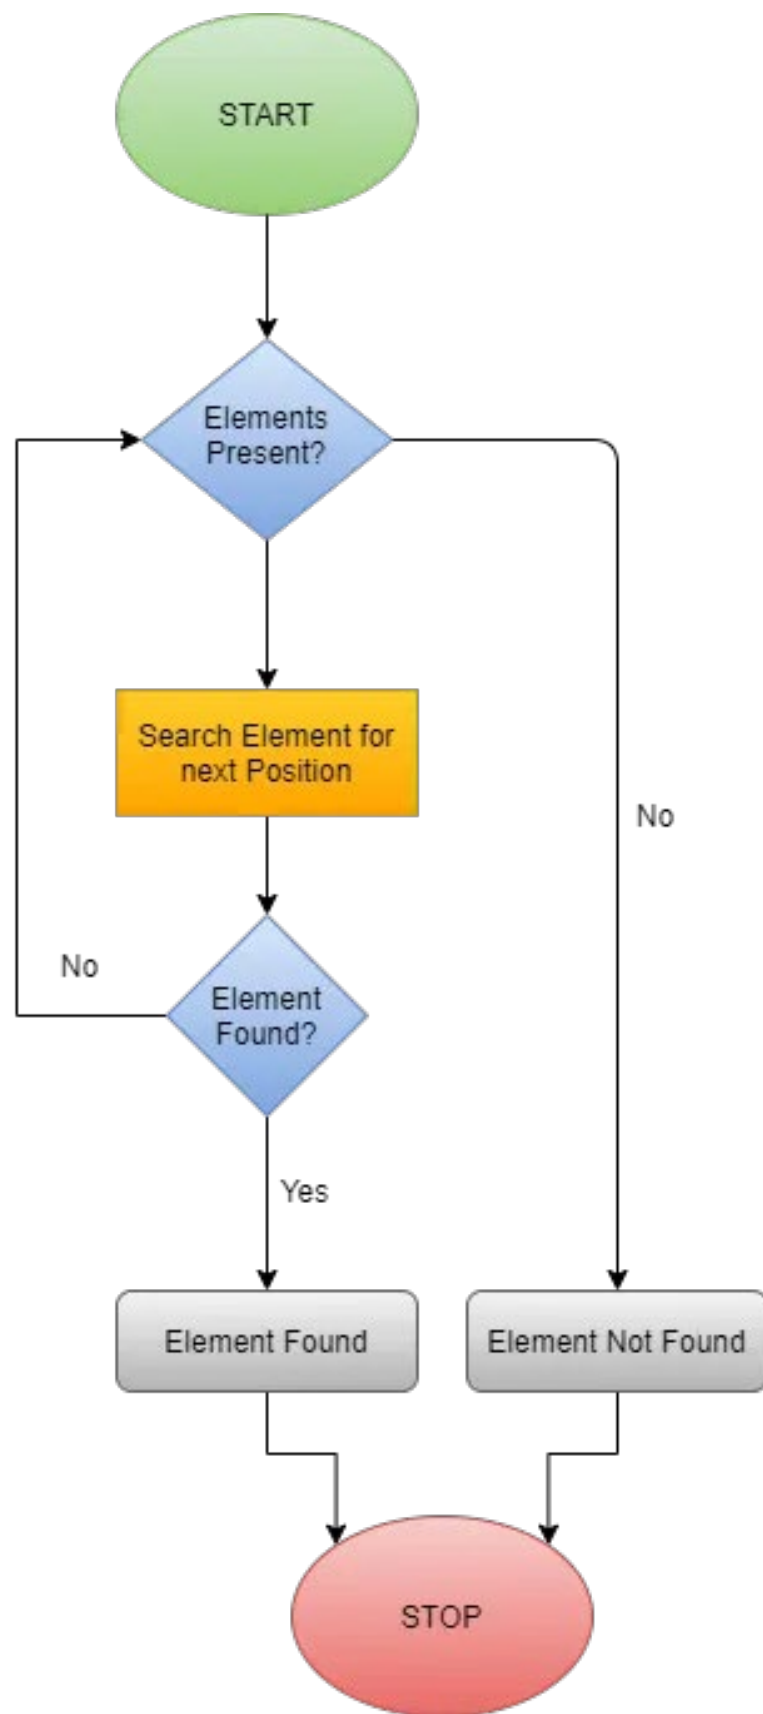 START
Elements
Present?
Search Element for
next Position
No
No
Element
Found?
Yes
Element Found
Element Not Found
STOP